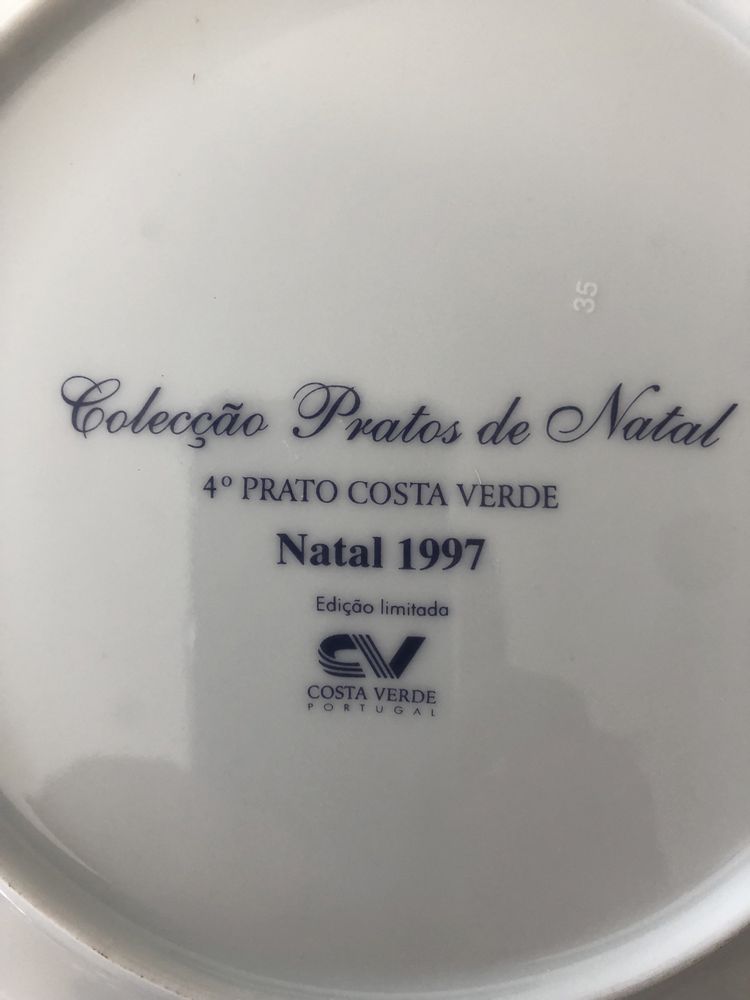 35
Colecção Pratos de Natal
4º PRATO COSTA VERDE
Natal 1997
Edição limitada
CV
COSTA VERDE
PORTUGAL